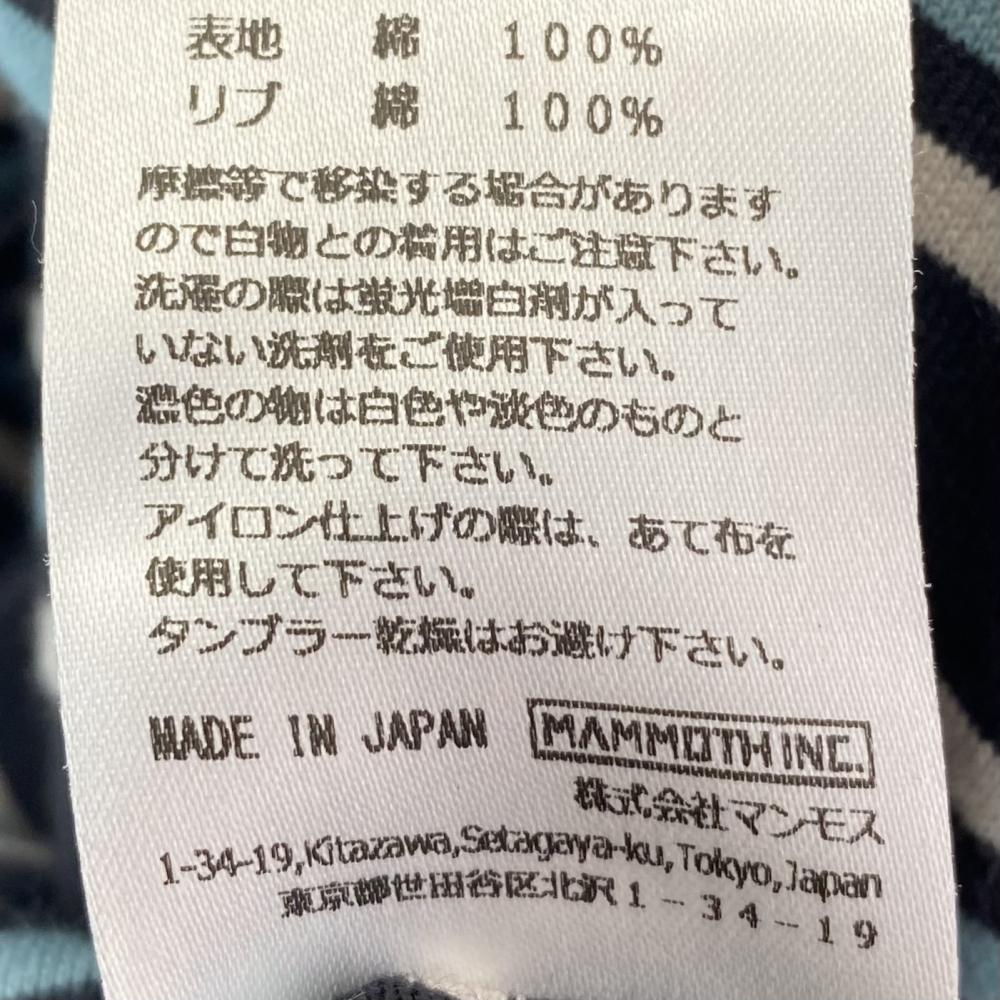 表地 綿 100%
リブ 綿 100%
摩擦等で移染する場合があります
ので白物との着用はご注意下さい。
洗濯の際は蛍光増白剤が入って
いない洗剤をご使用下さい。
濃色の物は白色や淡色のものと
分けて洗って下さい。
アイロン仕上げの際は、あて布を
使用して下さい。
タンブラー乾燥はお避け下さい。
MADE IN JAPAN MAMMOTH INC.
株式会社マンモス
1-34-19,Kitazawa,Setagaya-ku,Tokyo,Japan
東京都世田谷区北沢1-34-19